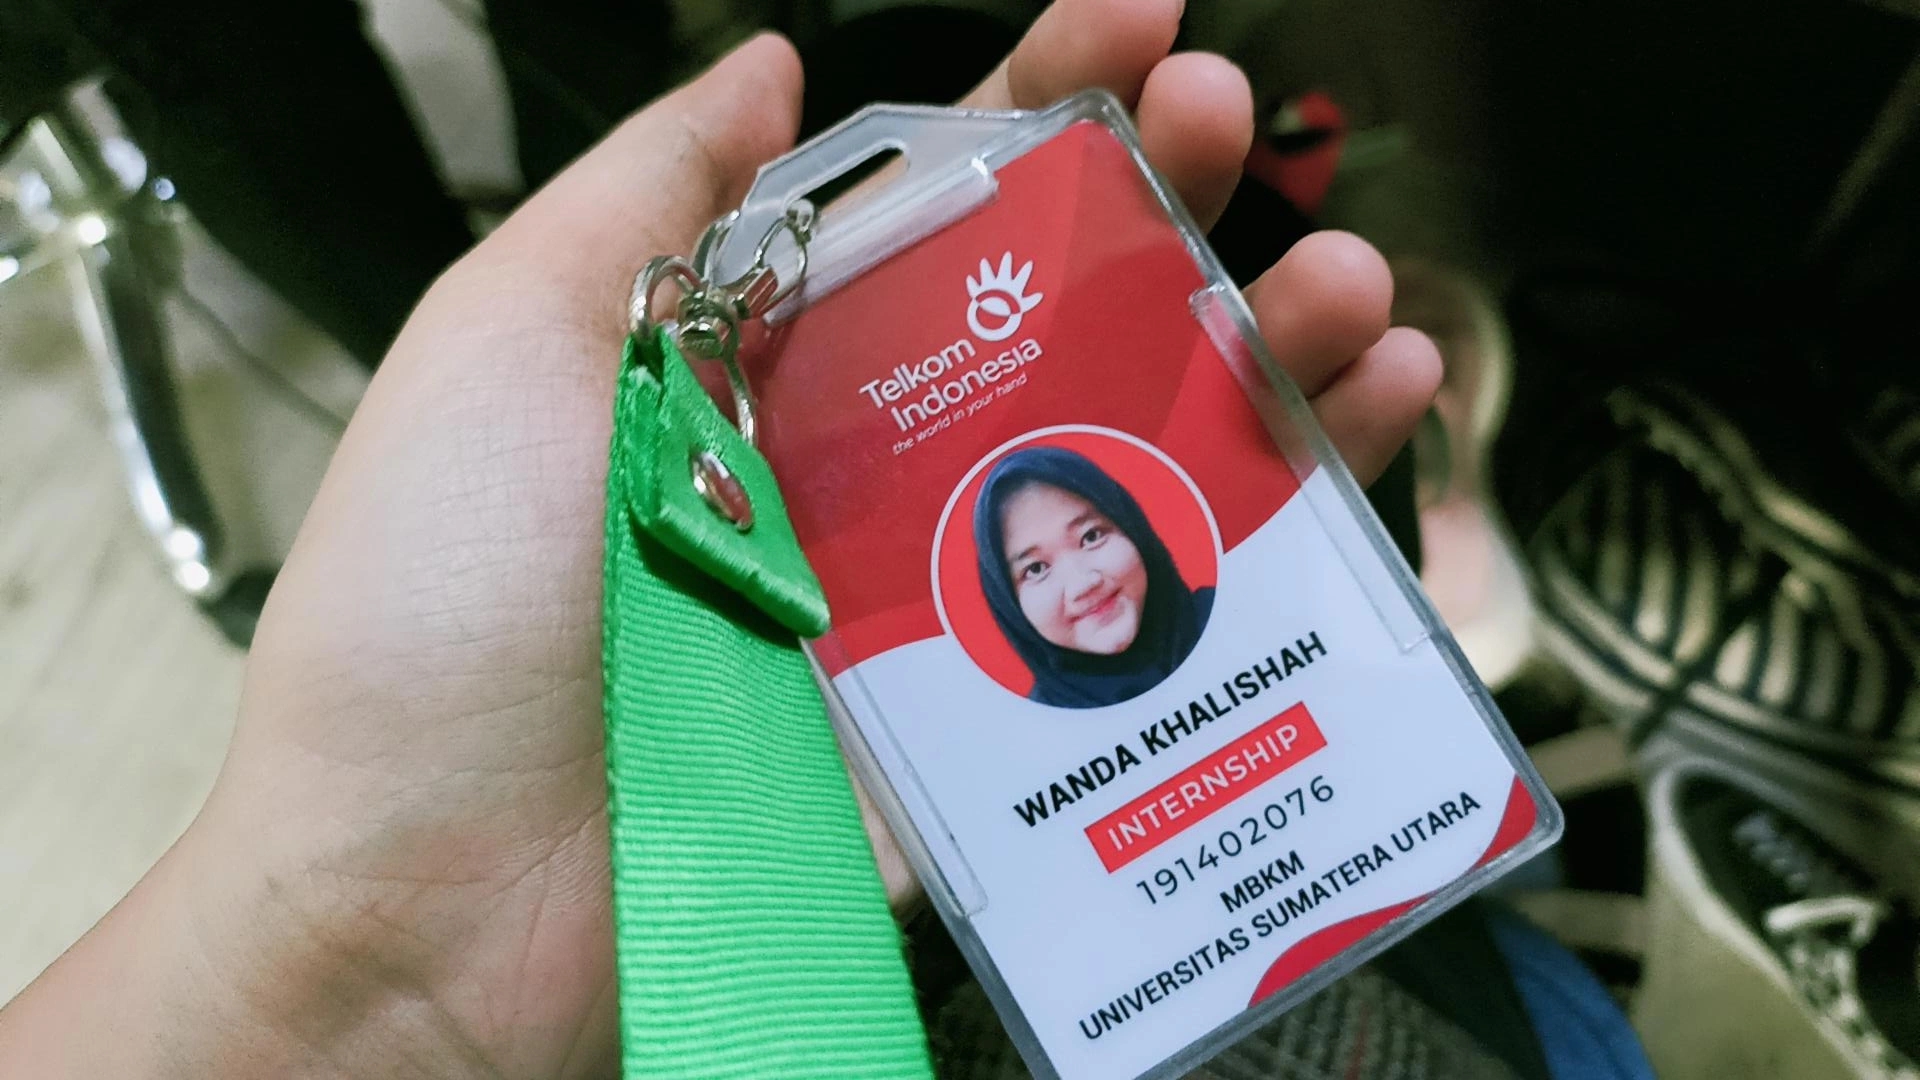 Telkom
Indonesia
the world in your hand
WANDA KHALISHAH
INTERNSHIP
191402076
MBKM
UNIVERSITAS SUMATERA UTARA